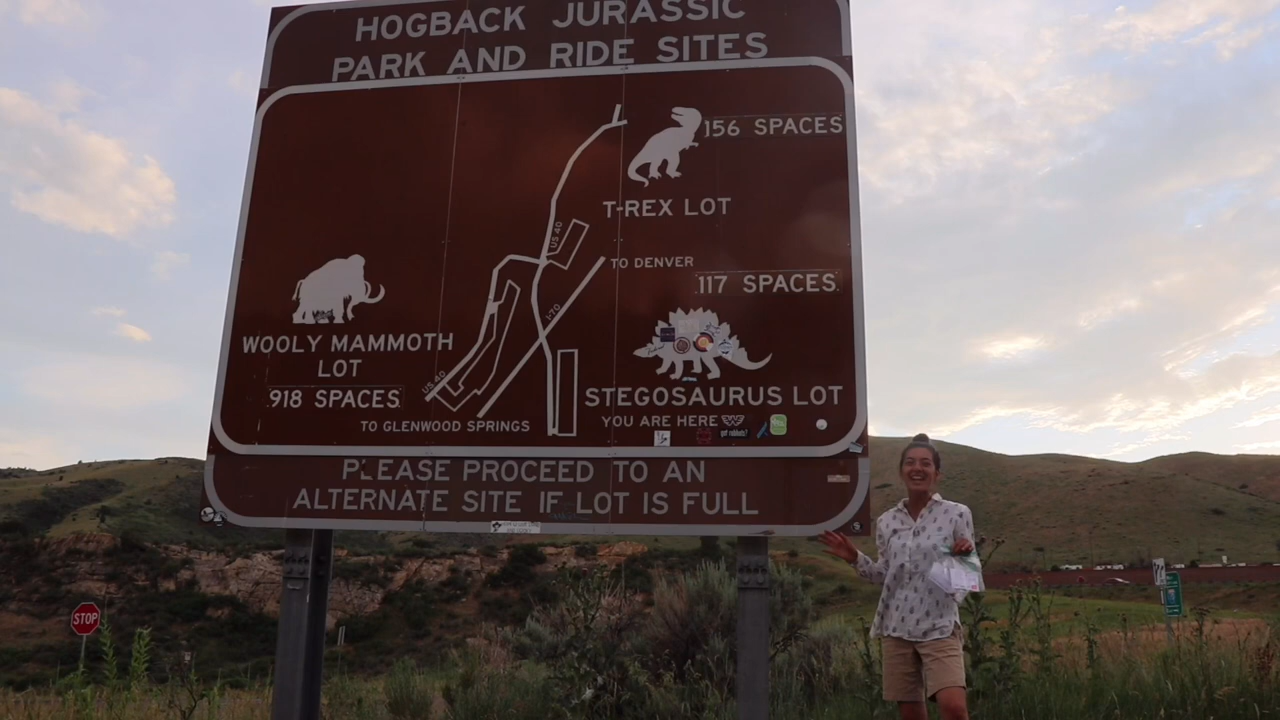 HOGBACK JURASSIC
PARK AND RIDE SITES
156 SPACES
T-REX LOT
US 40
TO DENVER
117 SPACES
I-70
WOOLY MAMMOTH
LOT
918 SPACES
US 40
STEGOSAURUS LOT
YOU ARE HERE
TO GLENWOOD SPRINGS
PLEASE PROCEED TO AN
ALTERNATE SITE IF LOT IS FULL
STOP